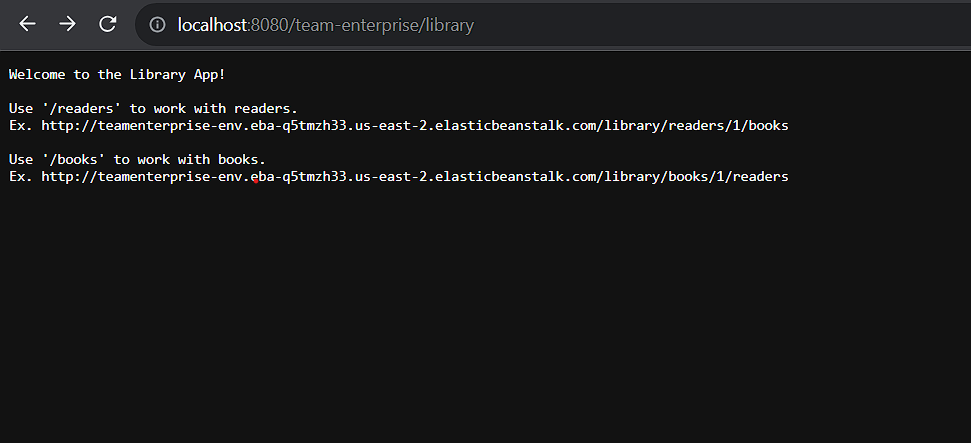 localhost:8080/team-enterprise/library
Welcome to the Library App!
Use '/readers' to work with readers.
Ex. http://teamenterprise-env.eba-q5tmzh33.us-east-2.elasticbeanstalk.com/library/readers/1/books
Use '/books' to work with books.
Ex. http://teamenterprise-env.eba-q5tmzh33.us-east-2.elasticbeanstalk.com/library/books/1/readers